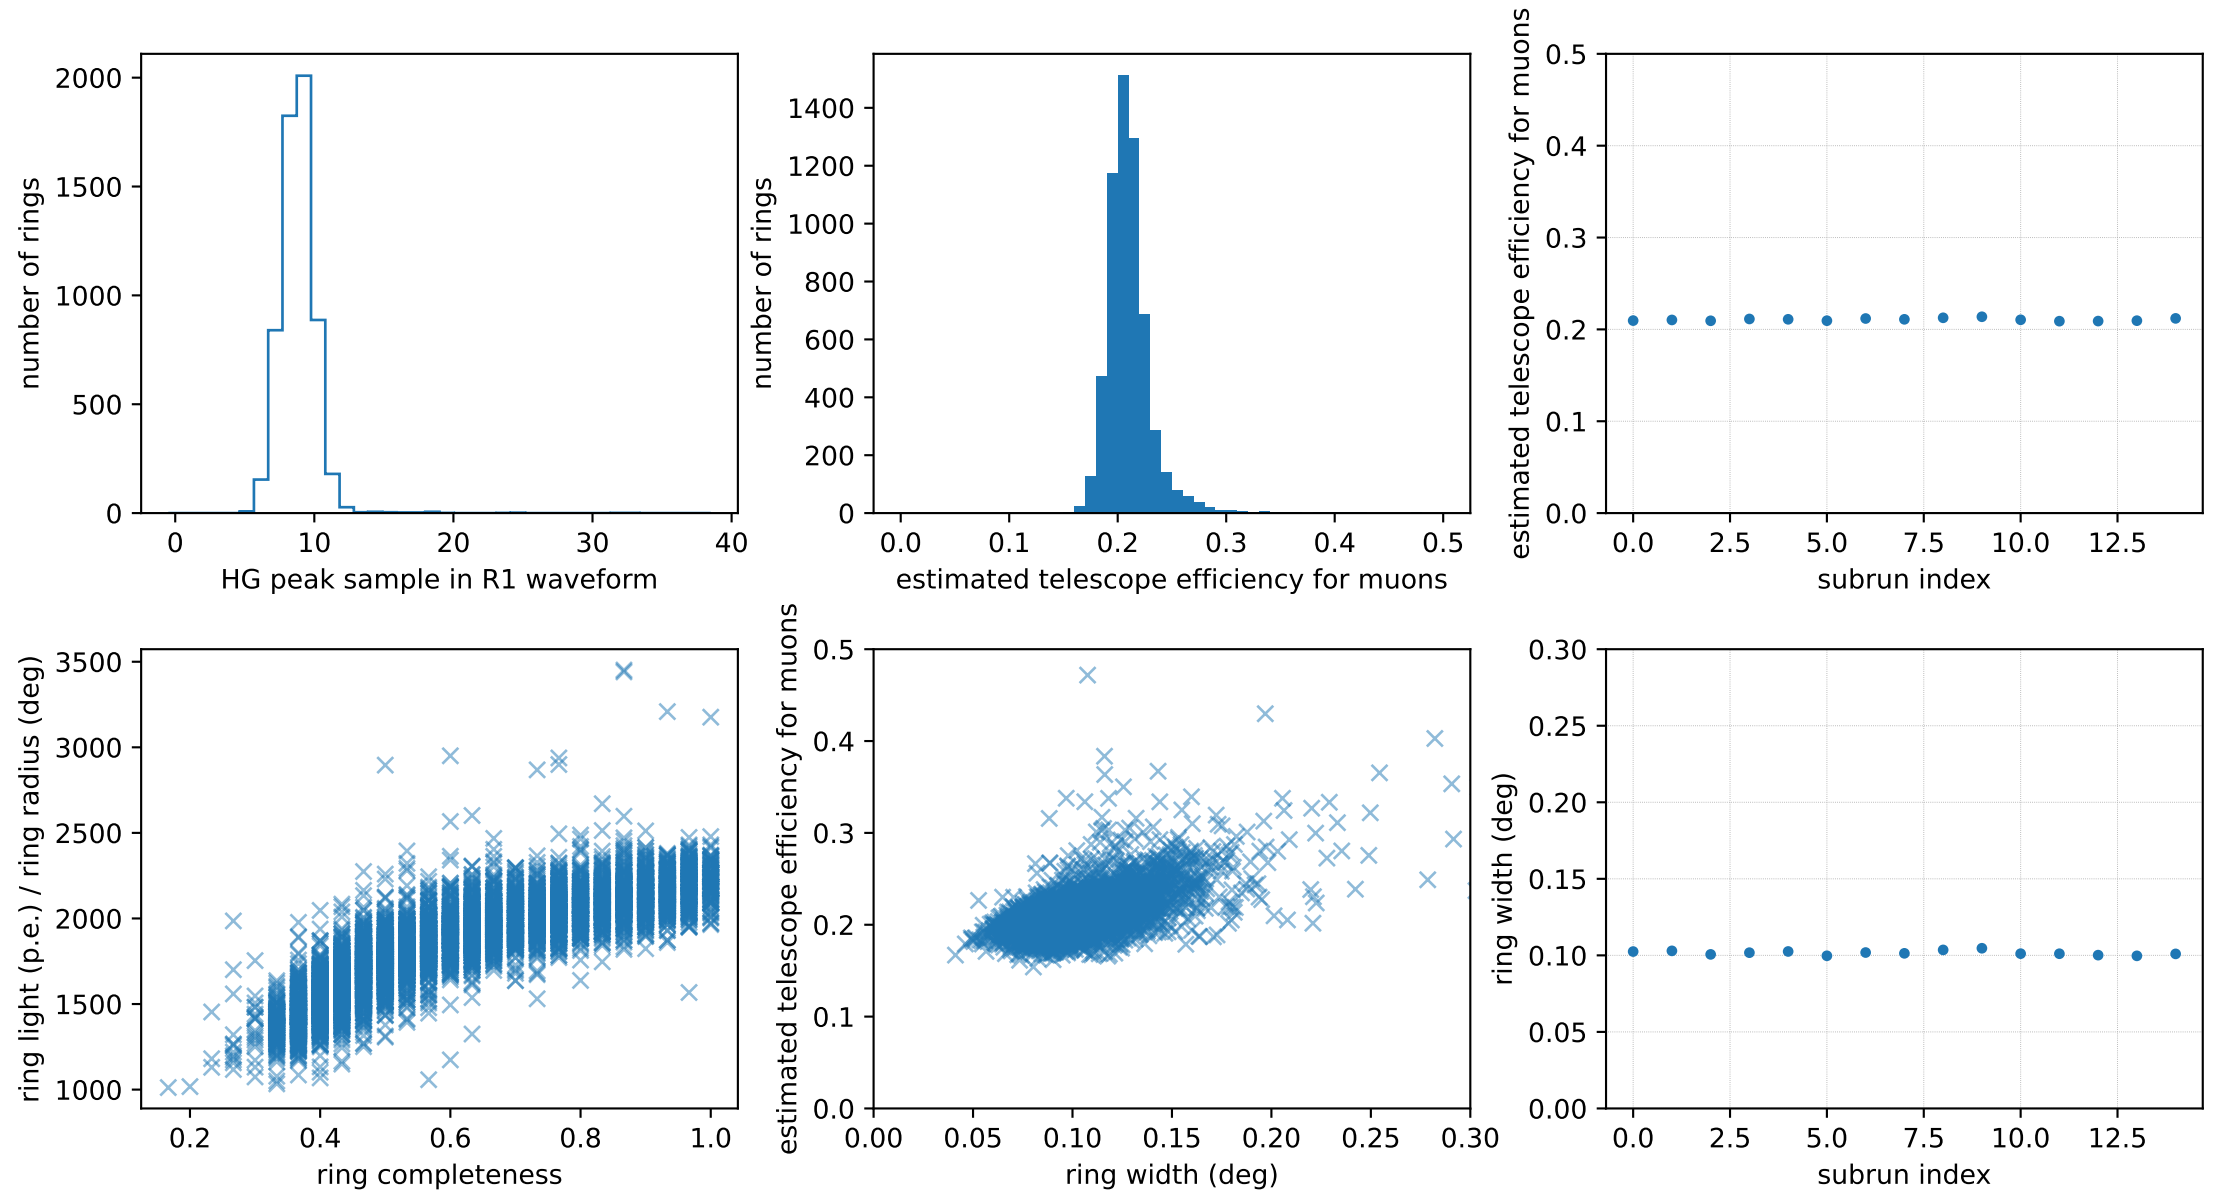 number of rings
2000
1500
1000
500
0
0 10 20 30 40
HG peak sample in R1 waveform
number of rings
1400
1200
1000
800
600
400
200
0
0.0 0.1 0.2 0.3 0.4 0.5
estimated telescope efficiency for muons
estimated telescope efficiency for muons
0.5
0.4
0.3
0.2
0.1
0.0
0.0 2.5 5.0 7.5 10.0 12.5
subrun index
ring light (p.e.) / ring radius (deg)
3500
3000
2500
2000
1500
1000
0.2 0.4 0.6 0.8 1.0
ring completeness
estimated telescope efficiency for muons
0.5
0.4
0.3
0.2
0.1
0.0
0.00 0.05 0.10 0.15 0.20 0.25 0.30
ring width (deg)
ring width (deg)
0.30
0.25
0.20
0.15
0.10
0.05
0.00
0.0 2.5 5.0 7.5 10.0 12.5
subrun index